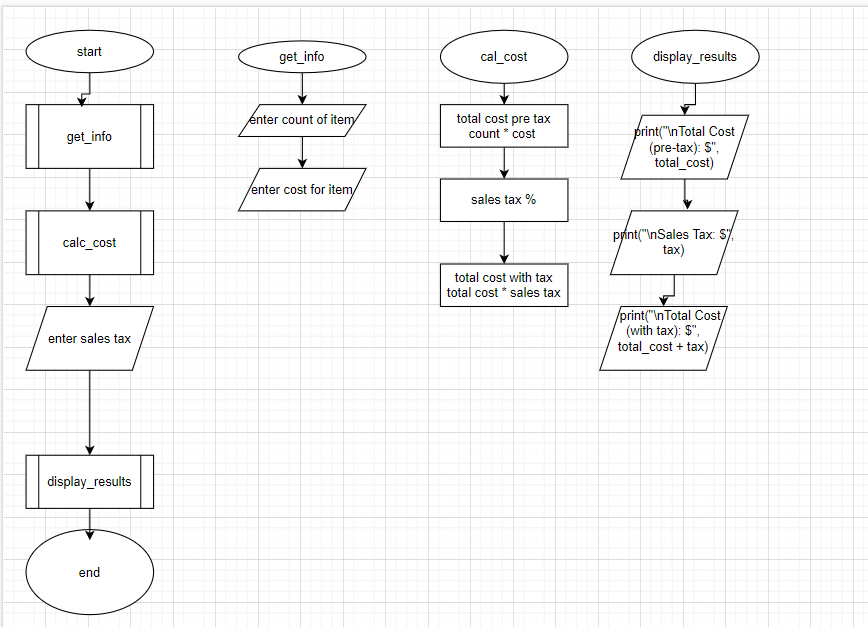 start
get_info
calc_cost
enter sales tax
display_results
end
get_info
enter count of item
enter cost for item
cal_cost
total cost pre tax
count * cost
sales tax %
total cost with tax
total cost * sales tax
display_results
print("\nTotal Cost
(pre-tax): $",
total_cost)
print("\nSales Tax: $",
tax)
print("\nTotal Cost
(with tax): $",
total_cost + tax)